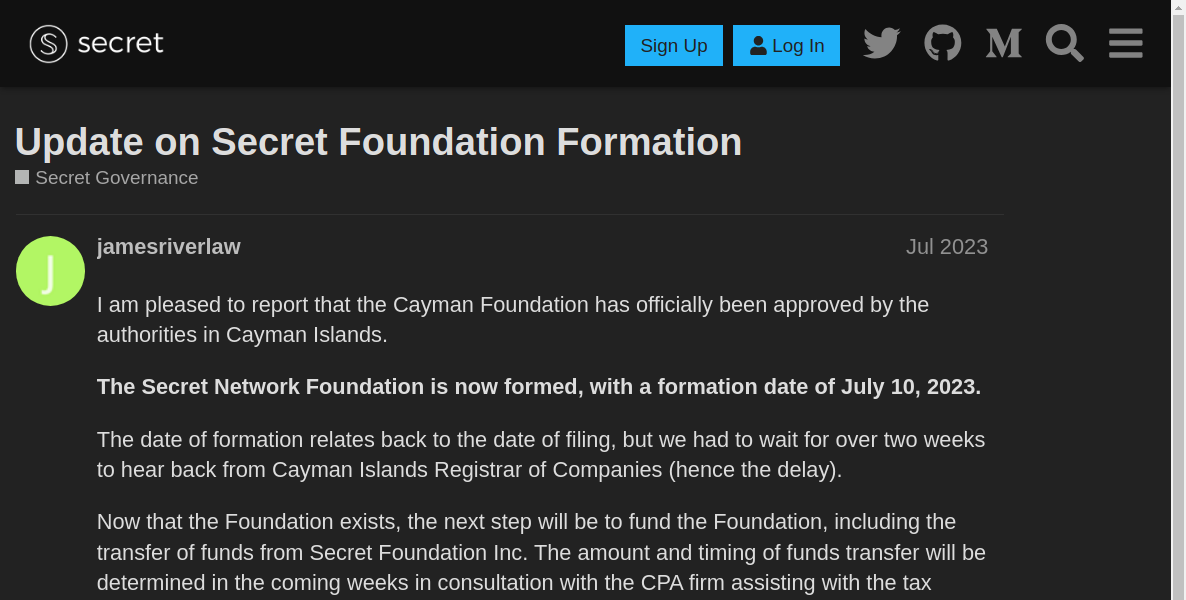 secret
Sign Up
Log In
Update on Secret Foundation Formation
Secret Governance
J
jamesriverlaw
Jul 2023
I am pleased to report that the Cayman Foundation has officially been approved by the
authorities in Cayman Islands.
The Secret Network Foundation is now formed, with a formation date of July 10, 2023.
The date of formation relates back to the date of filing, but we had to wait for over two weeks
to hear back from Cayman Islands Registrar of Companies (hence the delay).
Now that the Foundation exists, the next step will be to fund the Foundation, including the
transfer of funds from Secret Foundation Inc. The amount and timing of funds transfer will be
determined in the coming weeks in consultation with the CPA firm assisting with the tax